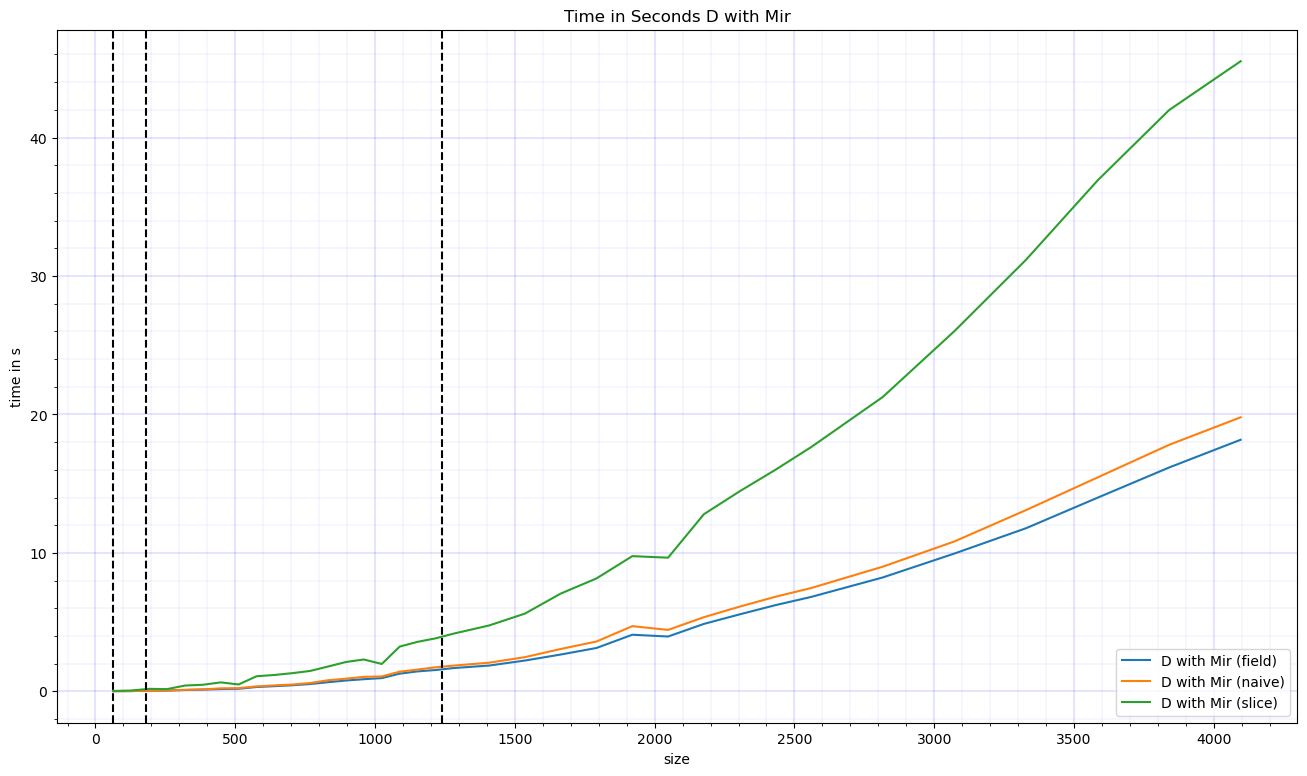 Time in Seconds D with Mir
time in s
40
30
20
10
0
0 500 1000 1500 2000 2500 3000 3500 4000
size
D with Mir (field)
D with Mir (naive)
D with Mir (slice)